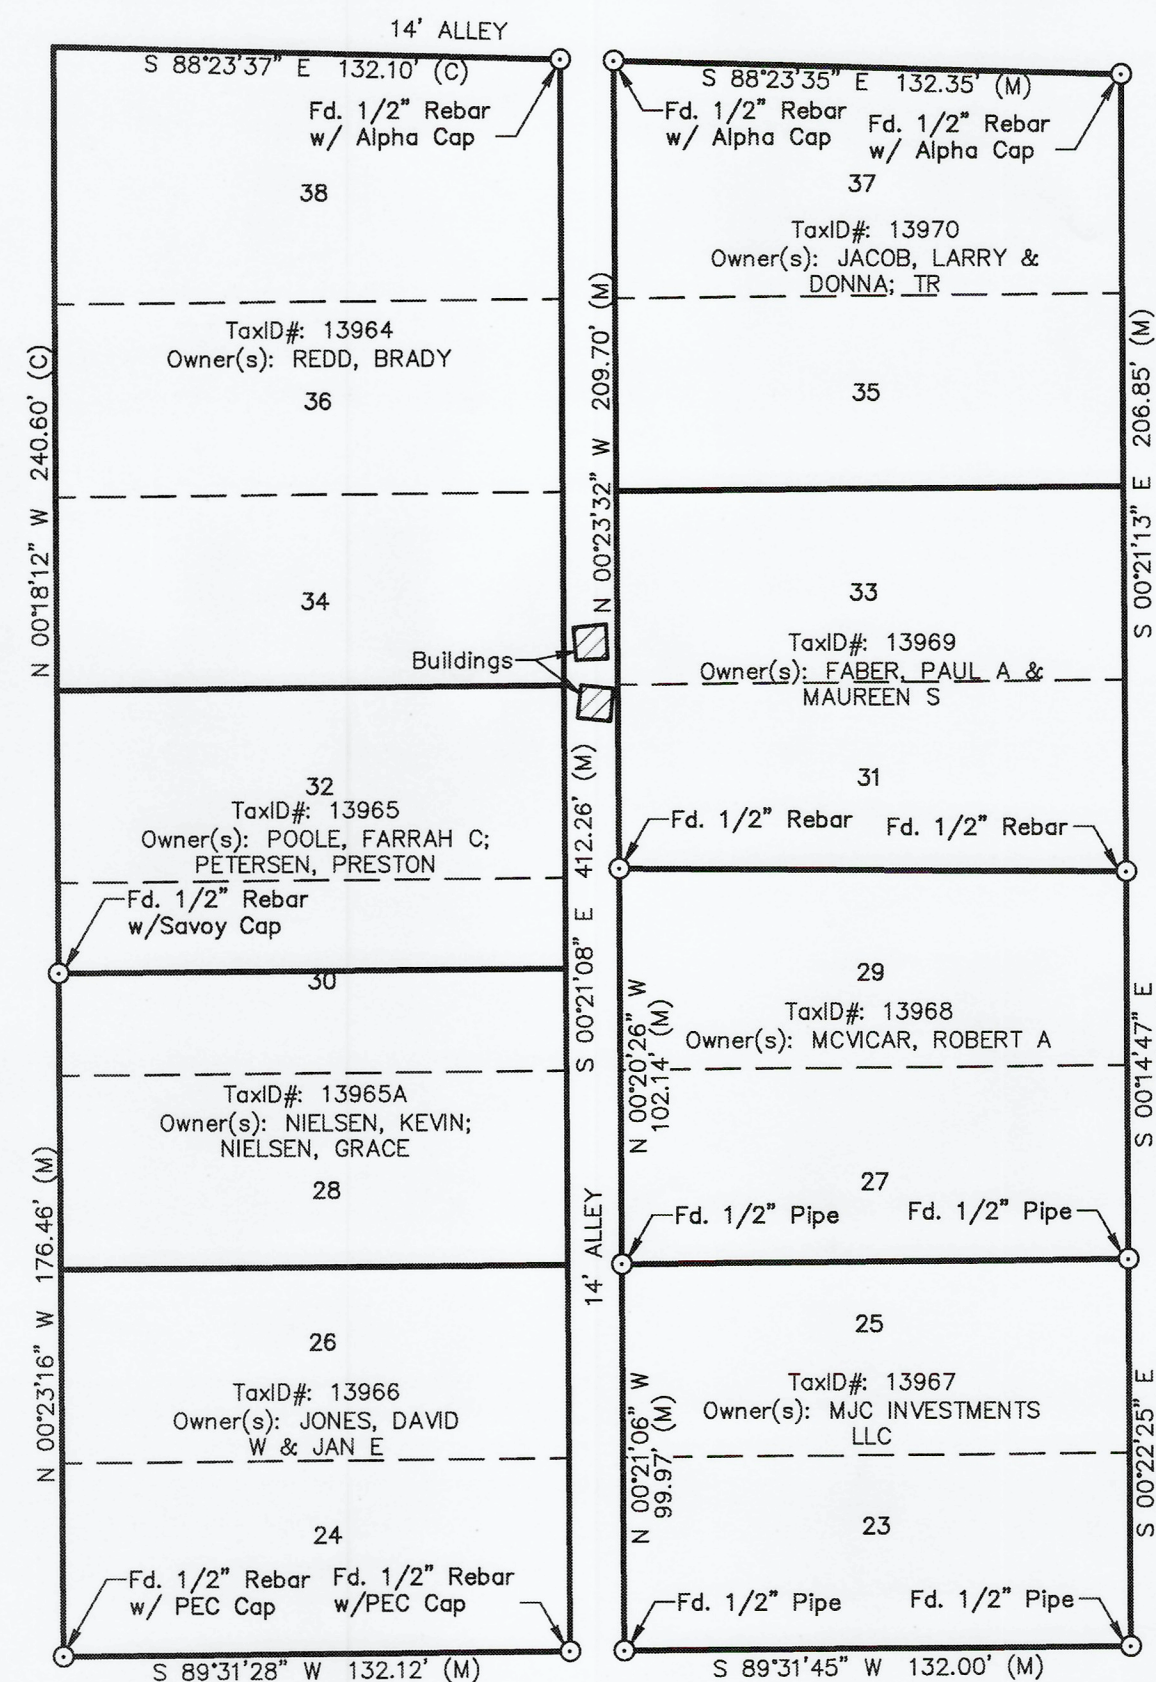 14' ALLEY
S 88°23'37" E 132.10' (C)
Fd. 1/2" Rebar
w/ Alpha Cap
38
TaxID#: 13964
Owner(s): REDD, BRADY
36
N 00°18'12" W 240.60' (C)
34
Buildings
32
TaxID#: 13965
Owner(s): POOLE, FARRAH C;
PETERSEN, PRESTON
Fd. 1/2" Rebar
w/Savoy Cap
30
TaxID#: 13965A
Owner(s): NIELSEN, KEVIN;
NIELSEN, GRACE
28
N 00°23'16" W 176.46' (M)
26
TaxID#: 13966
Owner(s): JONES, DAVID
W & JAN E
24
Fd. 1/2" Rebar
w/ PEC Cap
Fd. 1/2" Rebar
w/PEC Cap
S 89°31'28" W 132.12' (M)
S 00°21'08" E 412.26' (M)
14' ALLEY
S 88°23'35" E 132.35' (M)
Fd. 1/2" Rebar
w/ Alpha Cap
Fd. 1/2" Rebar
w/ Alpha Cap
37
TaxID#: 13970
Owner(s): JACOB, LARRY &
DONNA; TR
N 00°23'32" W 209.70' (M)
35
S 00°21'13" E 206.85' (M)
33
TaxID#: 13969
Owner(s): FABER, PAUL A &
MAUREEN S
31
Fd. 1/2" Rebar
Fd. 1/2" Rebar
29
TaxID#: 13968
Owner(s): MCVICAR, ROBERT A
N 00°20'26" W
102.14' (M)
S 00°14'47" E
27
Fd. 1/2" Pipe
Fd. 1/2" Pipe
25
TaxID#: 13967
Owner(s): MJC INVESTMENTS
LLC
N 00°21'06" W
99.97' (M)
S 00°22'25" E
23
Fd. 1/2" Pipe
Fd. 1/2" Pipe
S 89°31'45" W 132.00' (M)